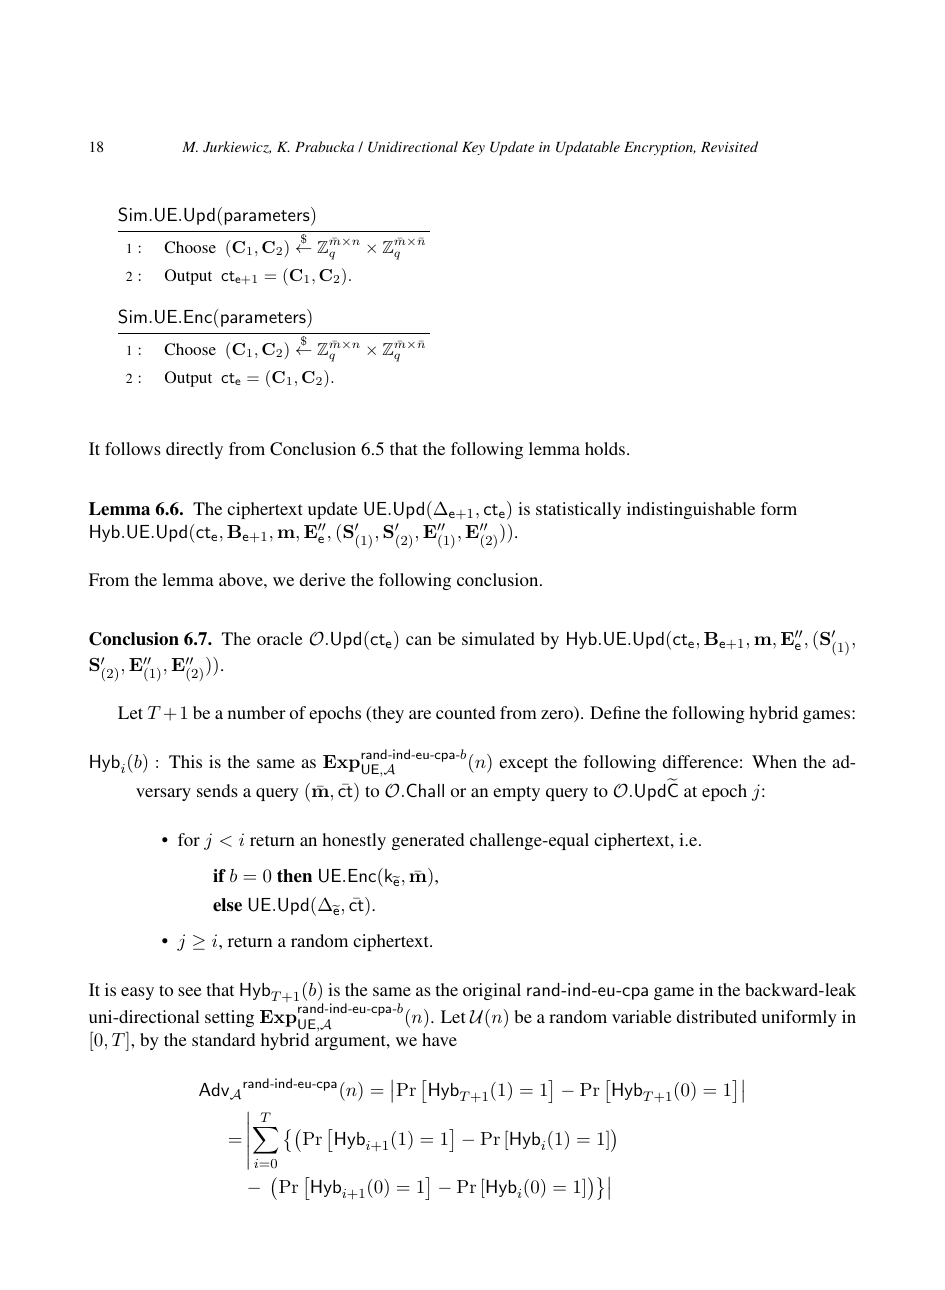 18 M. Jurkiewicz, K. Prabucka / Unidirectional Key Update in Updatable Encryption, Revisited
Sim.UE.Upd(parameters)
1 : Choose (C₁, C₂) ←$ ℤ_q^{m̄×n} × ℤ_q^{m̄×n̄}
2 : Output ct_{e+1} = (C₁, C₂).
Sim.UE.Enc(parameters)
1 : Choose (C₁, C₂) ←$ ℤ_q^{m̄×n} × ℤ_q^{m̄×n̄}
2 : Output ct_e = (C₁, C₂).
It follows directly from Conclusion 6.5 that the following lemma holds.
Lemma 6.6. The ciphertext update UE.Upd(Δ_{e+1}, ct_e) is statistically indistinguishable form
Hyb.UE.Upd(ct_e, B_{e+1}, m, E″_e, (S′_{(1)}, S′_{(2)}, E″_{(1)}, E″_{(2)})).
From the lemma above, we derive the following conclusion.
Conclusion 6.7. The oracle 𝒪.Upd(ct_e) can be simulated by Hyb.UE.Upd(ct_e, B_{e+1}, m, E″_e, (S′_{(1)},
S′_{(2)}, E″_{(1)}, E″_{(2)})).
Let T + 1 be a number of epochs (they are counted from zero). Define the following hybrid games:
Hyb_i(b) : This is the same as Exp_{UE,𝒜}^{rand-ind-eu-cpa-b}(n) except the following difference: When the ad-
versary sends a query (m̄, c̄t) to 𝒪.Chall or an empty query to 𝒪.UpdC̃ at epoch j:
• for j < i return an honestly generated challenge-equal ciphertext, i.e.
if b = 0 then UE.Enc(k_ẽ, m̄),
else UE.Upd(Δ_ẽ, c̄t).
• j ≥ i, return a random ciphertext.
It is easy to see that Hyb_{T+1}(b) is the same as the original rand-ind-eu-cpa game in the backward-leak
uni-directional setting Exp_{UE,𝒜}^{rand-ind-eu-cpa-b}(n). Let 𝒰(n) be a random variable distributed uniformly in
[0, T], by the standard hybrid argument, we have
Adv_𝒜^{rand-ind-eu-cpa}(n) = |Pr [Hyb_{T+1}(1) = 1] − Pr [Hyb_{T+1}(0) = 1]|
= |∑_{i=0}^{T} {(Pr [Hyb_{i+1}(1) = 1] − Pr [Hyb_i(1) = 1])
− (Pr [Hyb_{i+1}(0) = 1] − Pr [Hyb_i(0) = 1])}|